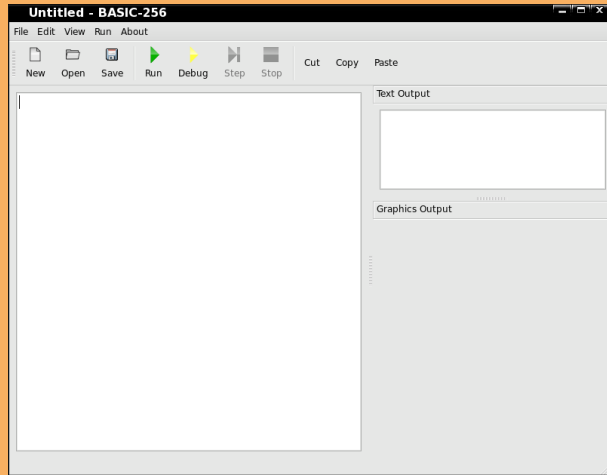 Untitled - BASIC-256
File Edit View Run About
New Open Save Run Debug Step Stop Cut Copy Paste
Text Output
Graphics Output